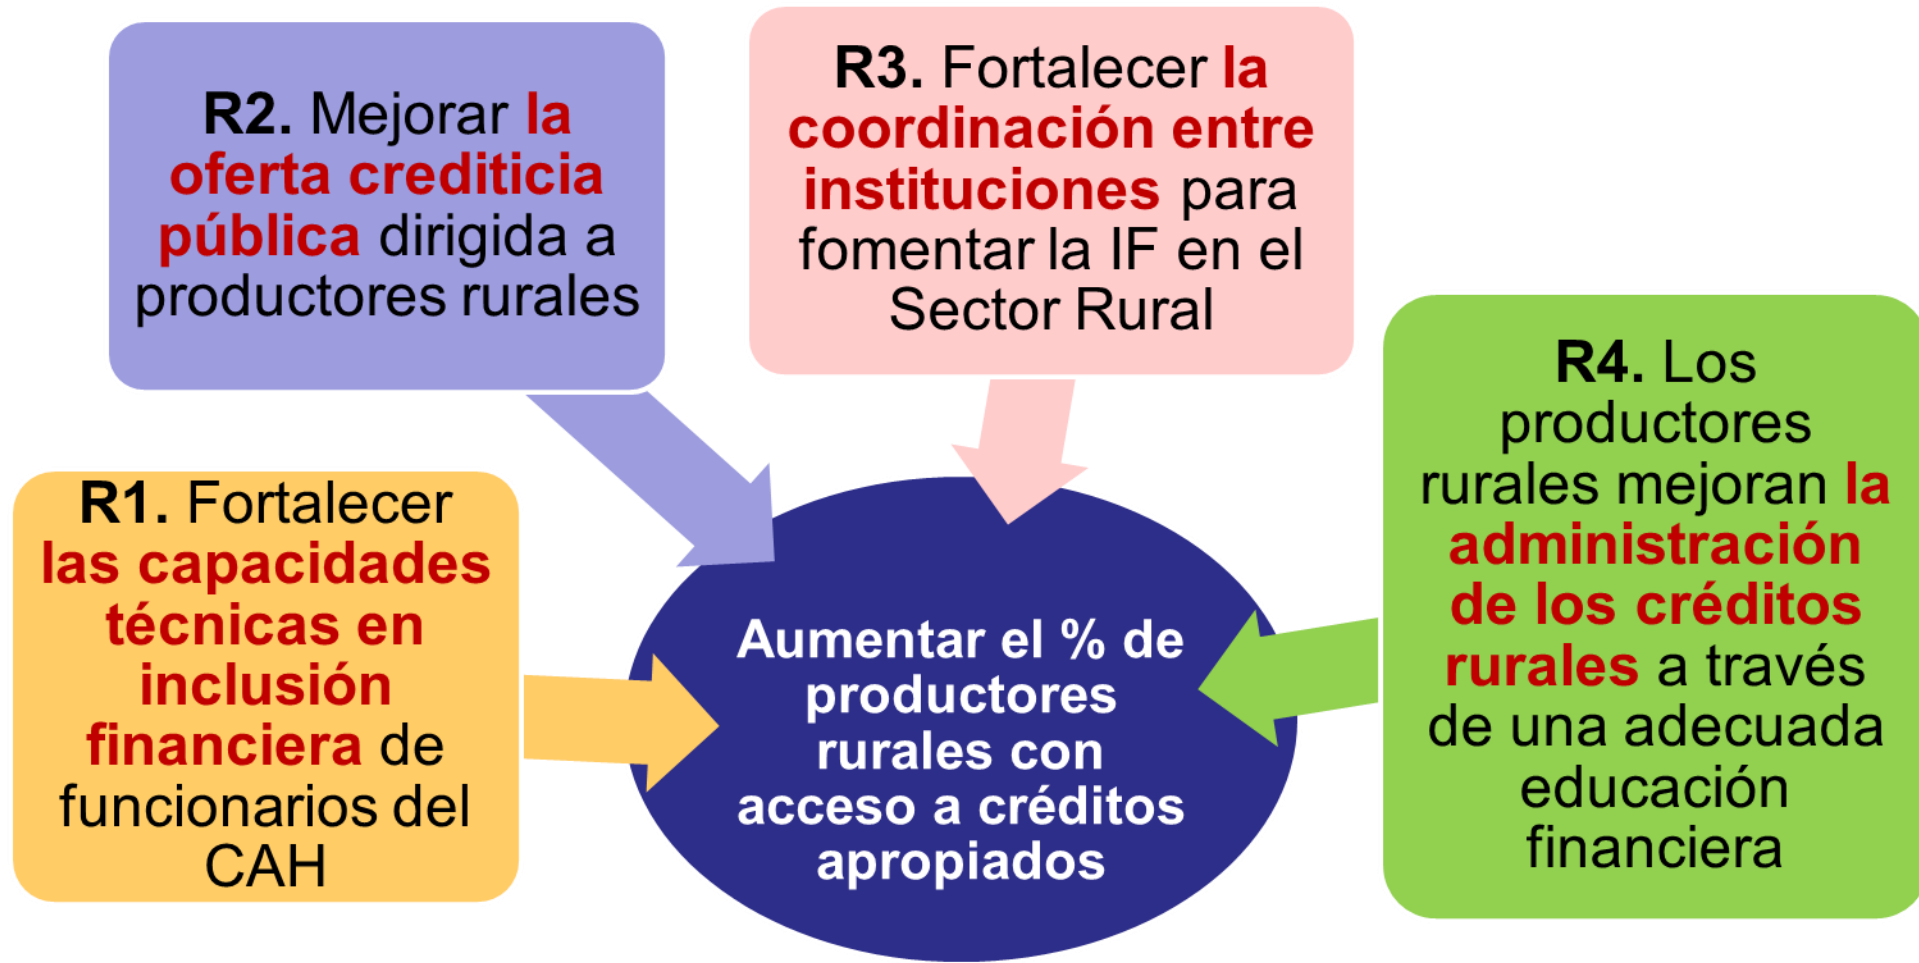 R2. Mejorar la
oferta crediticia
pública dirigida a
productores rurales
R3. Fortalecer la
coordinación entre
instituciones para
fomentar la IF en el
Sector Rural
R1. Fortalecer
las capacidades
técnicas en
inclusión
financiera de
funcionarios del
CAH
R4. Los
productores
rurales mejoran la
administración
de los créditos
rurales a través
de una adecuada
educación
financiera
Aumentar el % de
productores
rurales con
acceso a créditos
apropiados